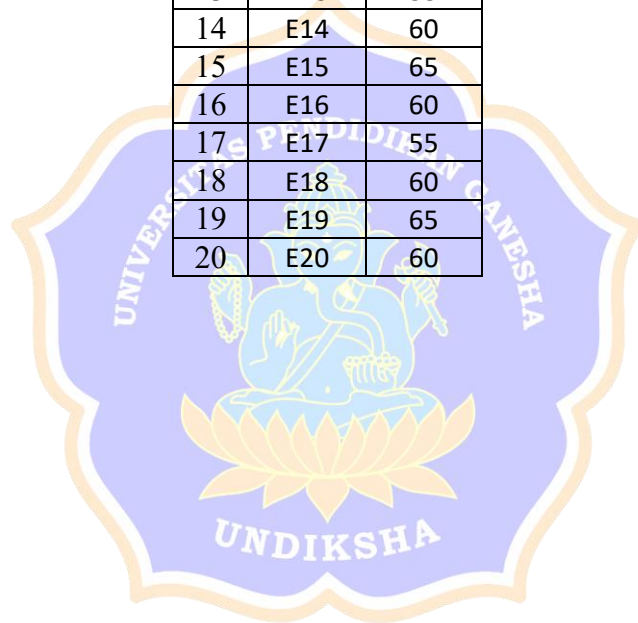 14 E14 60
15 E15 65
16 E16 60
17 E17 55
18 E18 60
19 E19 65
20 E20 60
UNIVERSITAS PENDIDIKAN GANESHA
UNDIKSHA